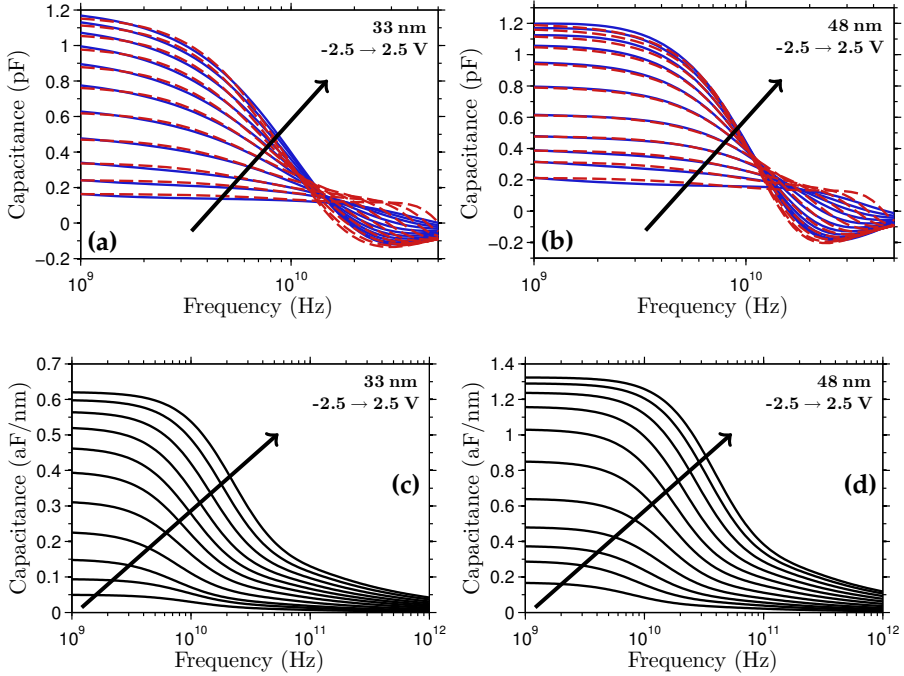 1.2
1
0.8
0.6
0.4
0.2
0
−0.2
Capacitance (pF)
33 nm
-2.5 → 2.5 V
(a)
10^9
10^10
Frequency (Hz)
1.2
1.0
0.8
0.6
0.4
0.2
0
-0.2
Capacitance (pF)
48 nm
-2.5 → 2.5 V
(b)
10^9
10^10
Frequency (Hz)
0.7
0.6
0.5
0.4
0.3
0.2
0.1
0
Capacitance (aF/nm)
33 nm
-2.5 → 2.5 V
(c)
10^9
10^10
10^11
10^12
Frequency (Hz)
1.4
1.2
1
0.8
0.6
0.4
0.2
0
Capacitance (aF/nm)
48 nm
-2.5 → 2.5 V
(d)
10^9
10^10
10^11
10^12
Frequency (Hz)